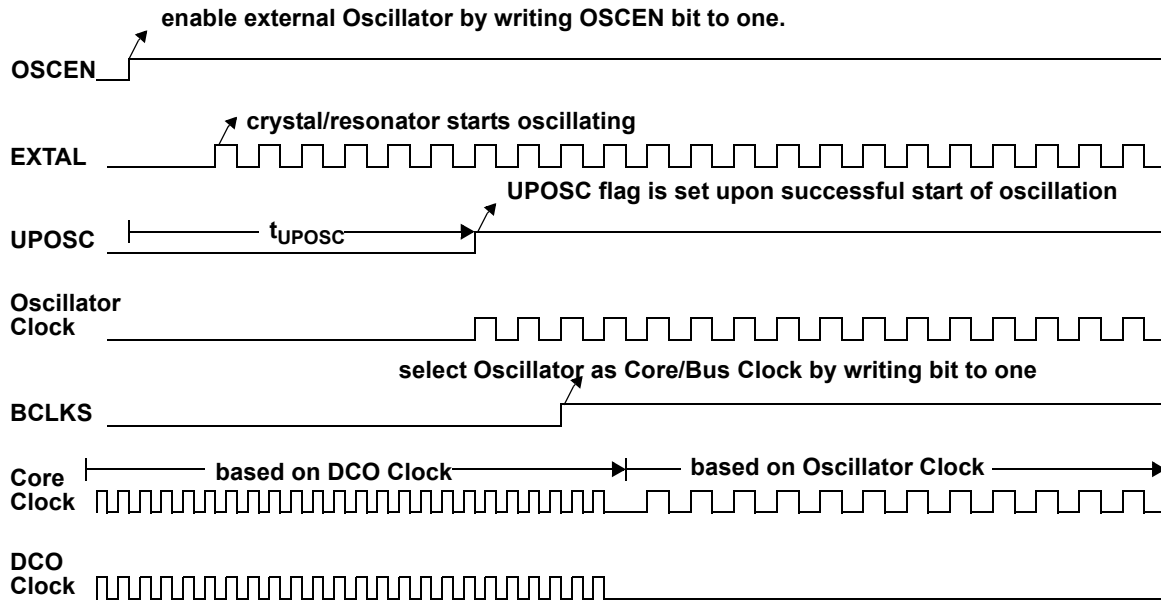 enable external Oscillator by writing OSCEN bit to one.
OSCEN
crystal/resonator starts oscillating
EXTAL
UPOSC flag is set upon successful start of oscillation
UPOSC
tUPOSC
Oscillator
Clock
select Oscillator as Core/Bus Clock by writing bit to one
BCLKS
Core
Clock
based on DCO Clock
based on Oscillator Clock
DCO
Clock